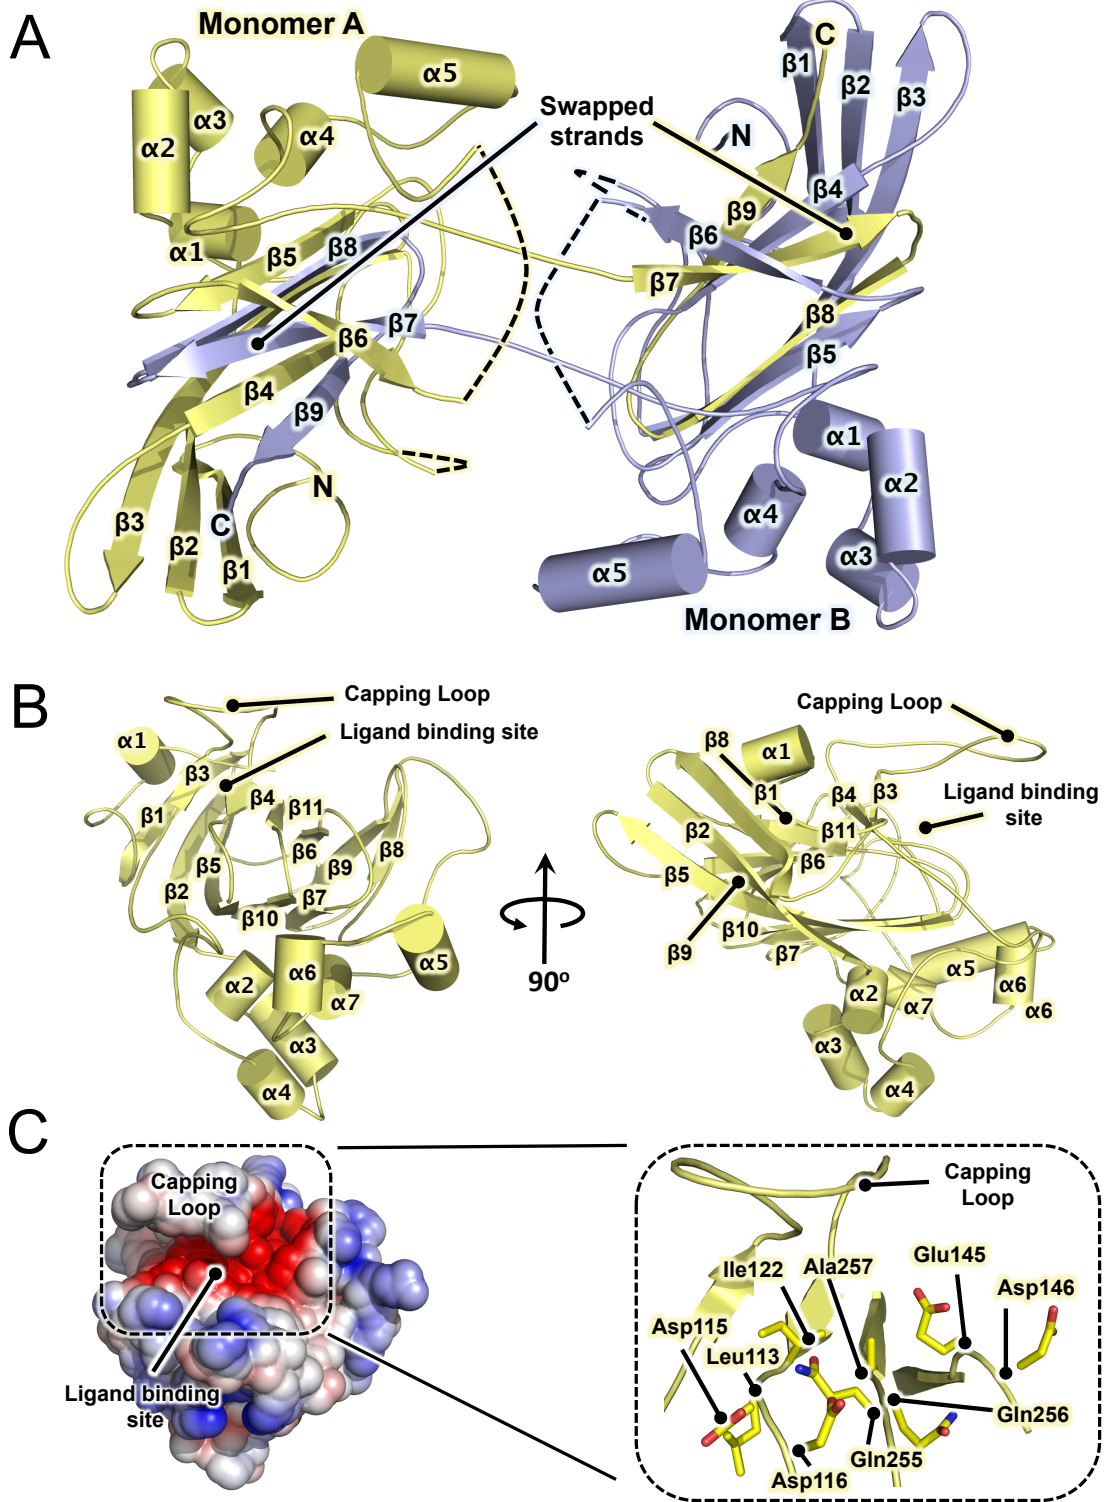 A
Monomer A
α5
α3
α2
α4
α1
β5
β8
β7
β6
β4
β9
β3
β2
C
β1
N
Swapped
strands
β1
C
β2
β3
N
β4
β9
β6
β7
β8
β5
α1
α2
α4
α3
α5
Monomer B
B
Capping Loop
Ligand binding site
α1
β3
β1
β4
β11
β5
β6
β9
β8
β2
β7
β10
α6
α5
α2
α7
α3
α4
90°
Capping Loop
β8
α1
Ligand binding
site
β1
β4
β3
β2
β11
β6
β5
β10
β9
β7
α5
α2
α7
α6
α6
α3
α4
C
Capping
Loop
Ligand binding
site
Capping
Loop
Glu145
Ile122
Ala257
Asp146
Asp115
Leu113
Gln256
Gln255
Asp116